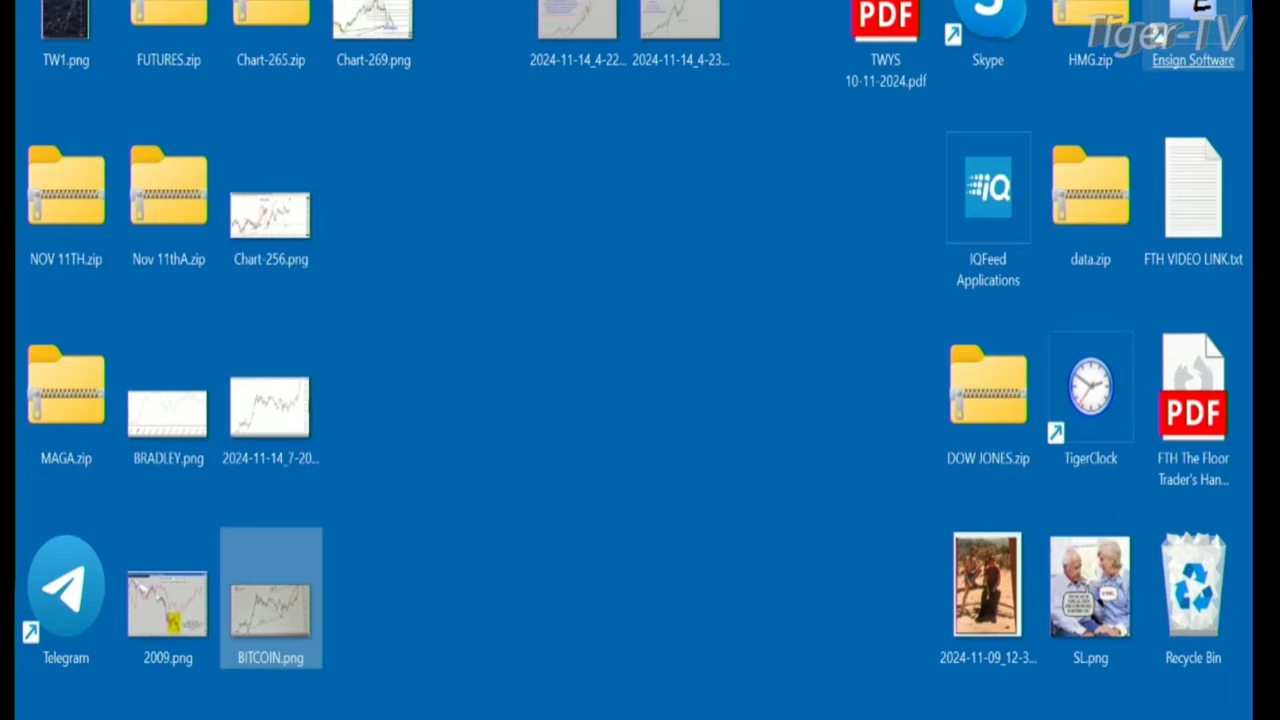 Tiger-TV
PDF
TW1.png
FUTURES.zip
Chart-265.zip
Chart-269.png
2024-11-14_4-22...
2024-11-14_4-23...
TWYS
10-11-2024.pdf
Skype
HMG.zip
Ensign Software
iQ
NOV 11TH.zip
Nov 11thA.zip
Chart-256.png
IQFeed
Applications
data.zip
FTH VIDEO LINK.txt
PDF
MAGA.zip
BRADLEY.png
2024-11-14_7-20...
DOW JONES.zip
TigerClock
FTH The Floor
Trader's Han...
Telegram
2009.png
BITCOIN.png
2024-11-09_12-3...
SL.png
Recycle Bin